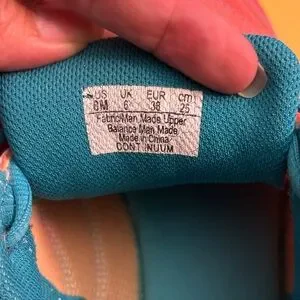 US UK EUR cm
8M 6 38 25
Fabric/Man Made Upper
Balance Man Made
Made in China
CONTINUUM